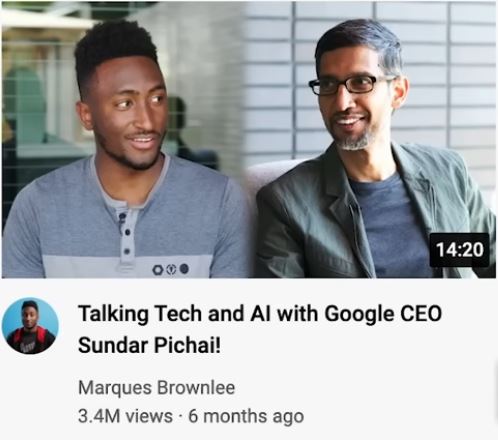 14:20
Talking Tech and AI with Google CEO
Sundar Pichai!
Marques Brownlee
3.4M views · 6 months ago